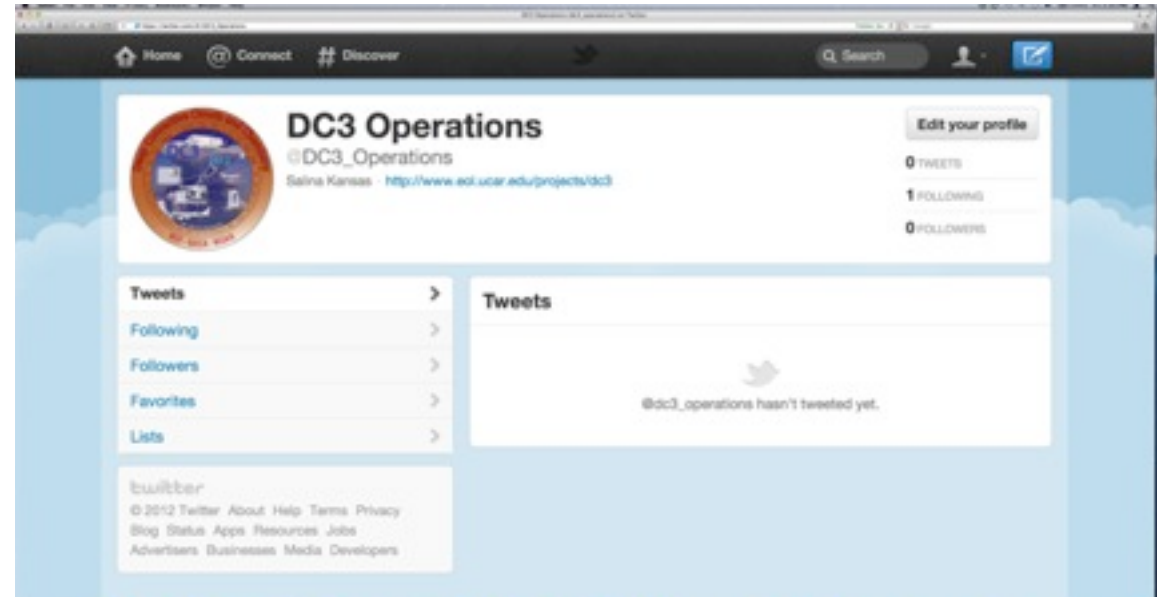 Home Connect Discover Search
DC3 Operations
@DC3_Operations
Salina Kansas · http://www.eol.ucar.edu/projects/dc3
Edit your profile
0 TWEETS
1 FOLLOWING
0 FOLLOWERS
Tweets
Following
Followers
Favorites
Lists
twitter
© 2012 Twitter About Help Terms Privacy
Blog Status Apps Resources Jobs
Advertisers Businesses Media Developers
Tweets
@dc3_operations hasn't tweeted yet.